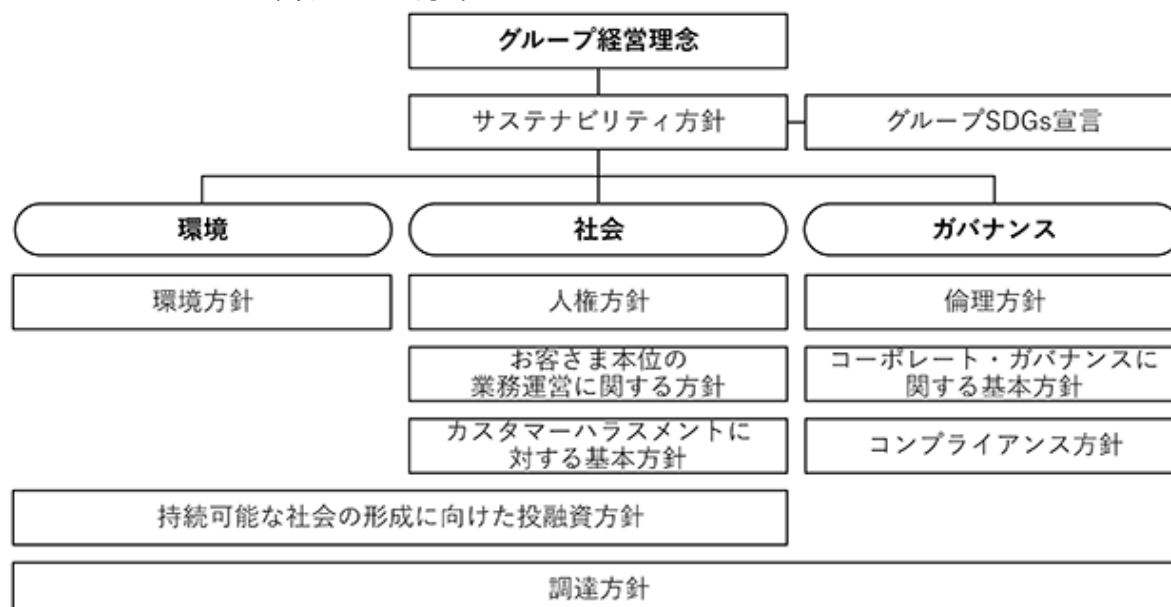 グループ経営理念
サステナビリティ方針
グループSDGs宣言
環境
社会
ガバナンス
環境方針
人権方針
倫理方針
お客さま本位の
業務運営に関する方針
コーポレート・ガバナンスに
関する基本方針
カスタマーハラスメントに
対する基本方針
コンプライアンス方針
持続可能な社会の形成に向けた投融資方針
調達方針